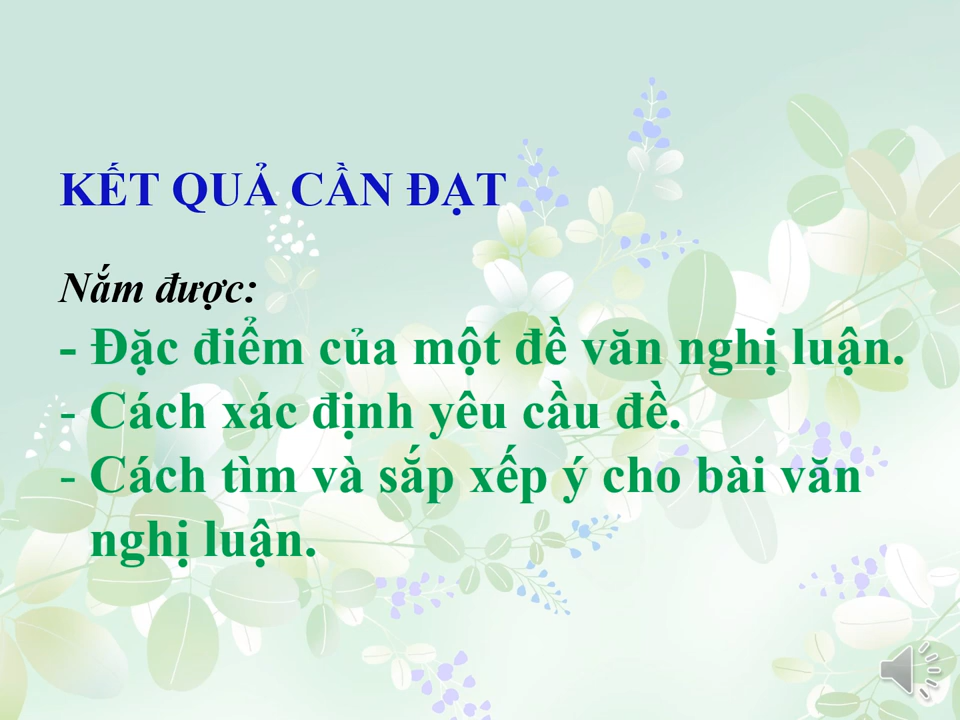 KẾT QUẢ CẦN ĐẠT
Nắm được:
- Đặc điểm của một đề văn nghị luận.
- Cách xác định yêu cầu đề.
- Cách tìm và sắp xếp ý cho bài văn
nghị luận.